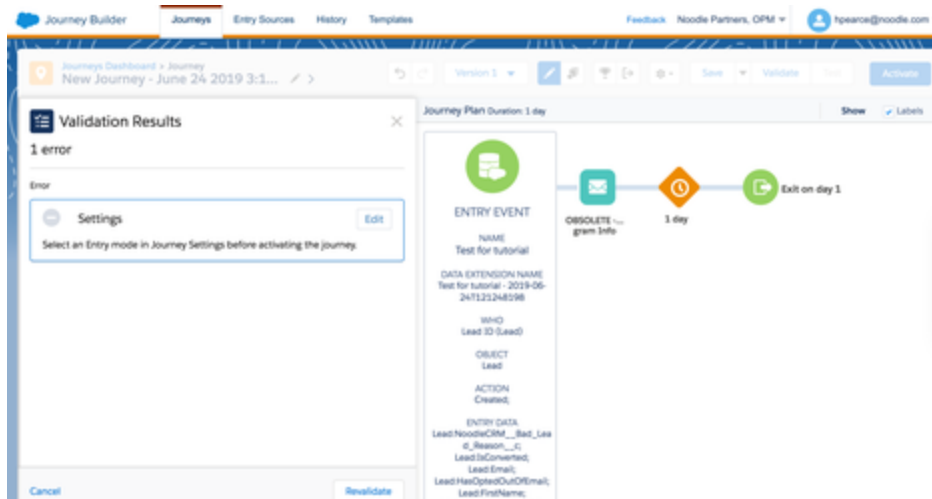 Journey Builder Journeys Entry Sources History Templates Feedback Noodle Partners, OPM hpearce@noodle.com
Journeys Dashboard > Journey
New Journey - June 24 2019 3:1... Version 1 Save Validate Test Activate
Validation Results
1 error
Error
Settings Edit
Select an Entry mode in Journey Settings before activating the journey.
Cancel Revalidate
Journey Plan Duration: 1 day Show Labels
ENTRY EVENT
NAME
Test for tutorial
DATA EXTENSION NAME
Test for tutorial - 2019-06-
24T121248198
WHO
Lead ID (Lead)
OBJECT
Lead
ACTION
Created;
ENTRY DATA
Lead:NoodleCRM__Bad_Lea
d_Reason__c;
Lead:IsConverted;
Lead:Email;
Lead:HasOptedOutOfEmail;
Lead:FirstName;
OBSOLETE -...
gram Info
1 day
Exit on day 1